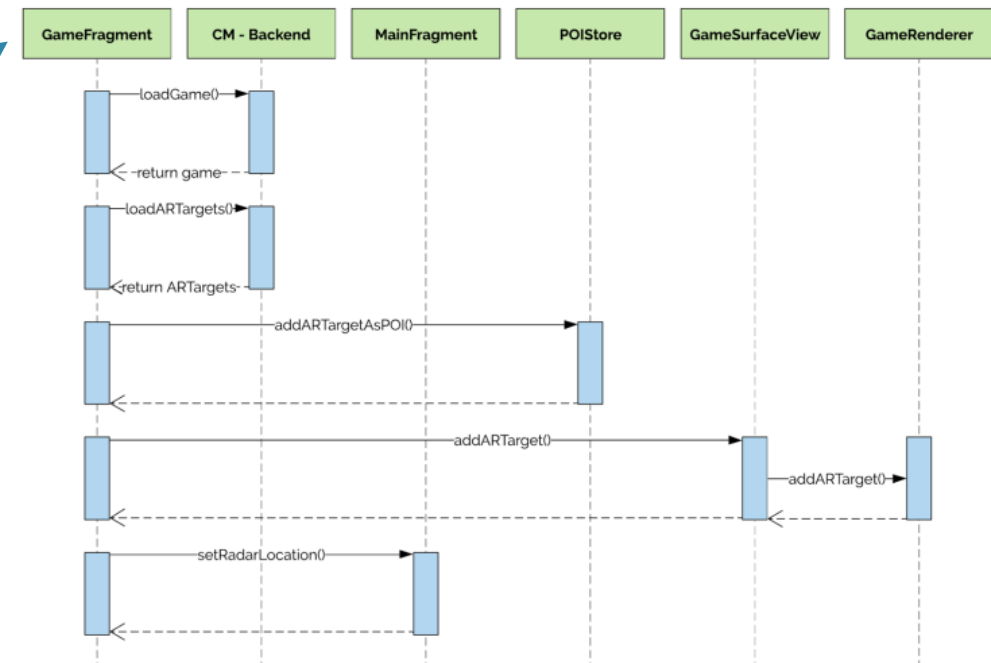 GameFragment
CM - Backend
MainFragment
POIStore
GameSurfaceView
GameRenderer
loadGame()
return game
loadARTargets()
return ARTargets
addARTargetAsPOI()
addARTarget()
addARTarget()
setRadarLocation()